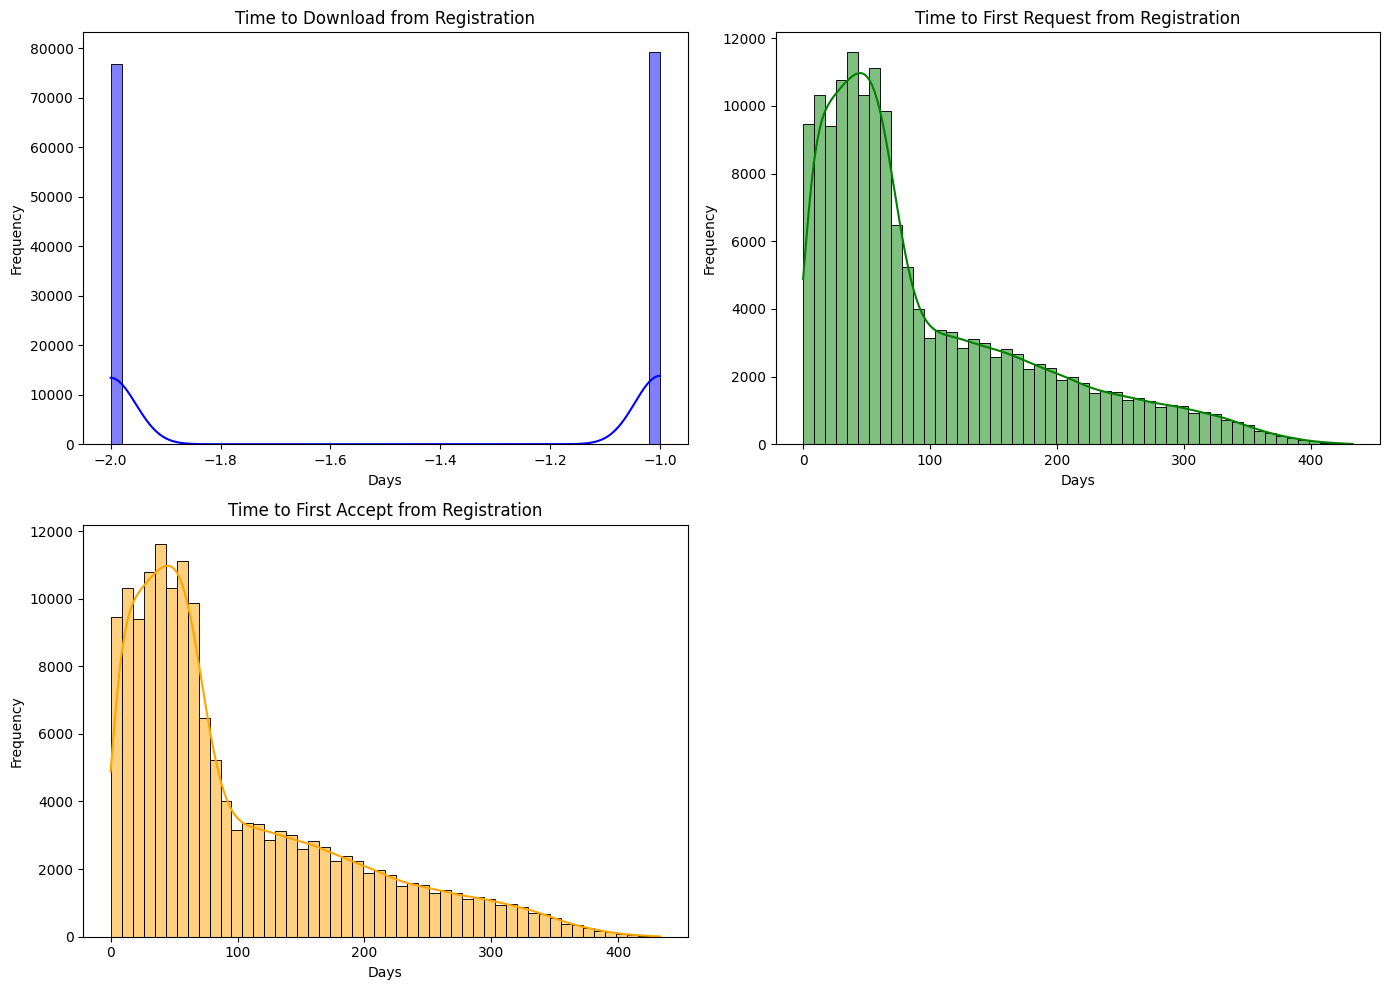 Time to Download from Registration
80000
70000
60000
50000
40000
30000
20000
10000
0
Frequency
−2.0 −1.8 −1.6 −1.4 −1.2 −1.0
Days
Time to First Request from Registration
12000
10000
8000
6000
4000
2000
0
Frequency
0 100 200 300 400
Days
Time to First Accept from Registration
12000
10000
8000
6000
4000
2000
0
Frequency
0 100 200 300 400
Days